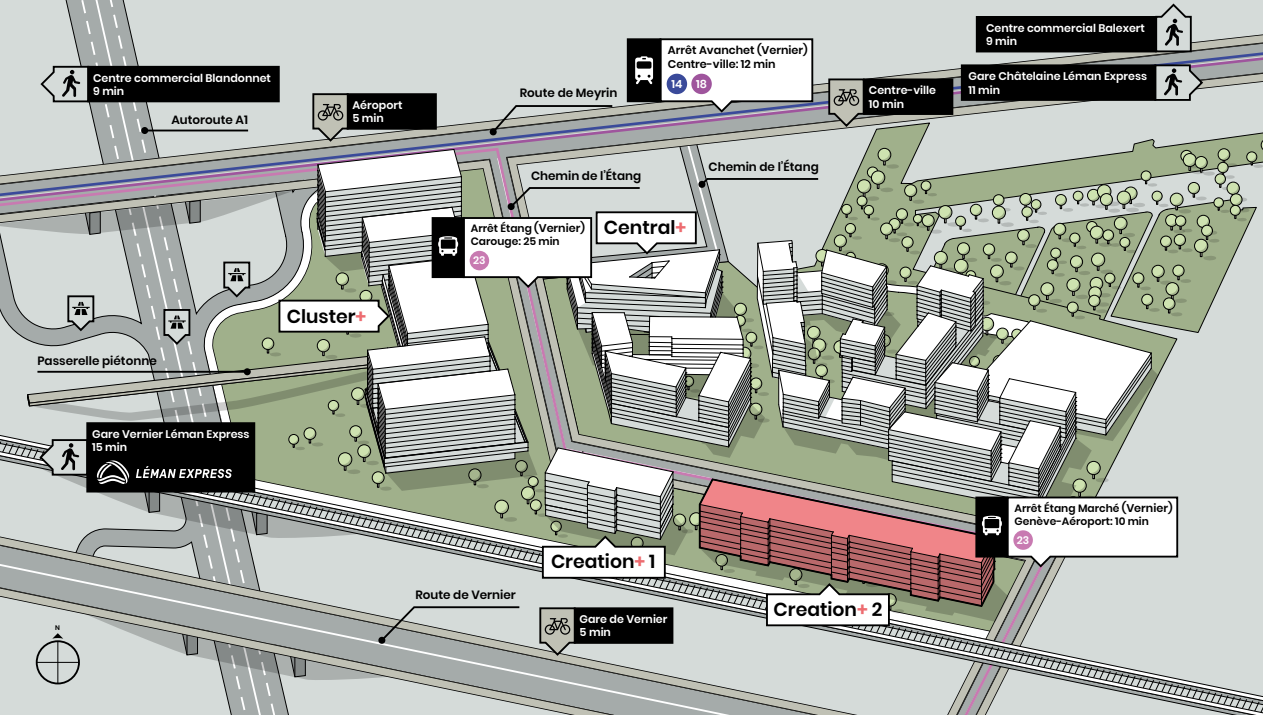 Centre commercial Balexert
9 min
Arrêt Avanchet (Vernier)
Centre-ville: 12 min
14 18
Centre commercial Blandonnet
9 min
Gare Châtelaine Léman Express
11 min
Centre-ville
10 min
Route de Meyrin
Aéroport
5 min
Autoroute A1
Chemin de l'Étang
Chemin de l'Étang
Arrêt Étang (Vernier)
Carouge: 25 min
23
Central+
Cluster+
Passerelle piétonne
Gare Vernier Léman Express
15 min
LÉMAN EXPRESS
Arrêt Étang Marché (Vernier)
Genève-Aéroport: 10 min
23
Creation+ 1
Creation+ 2
Route de Vernier
Gare de Vernier
5 min
N